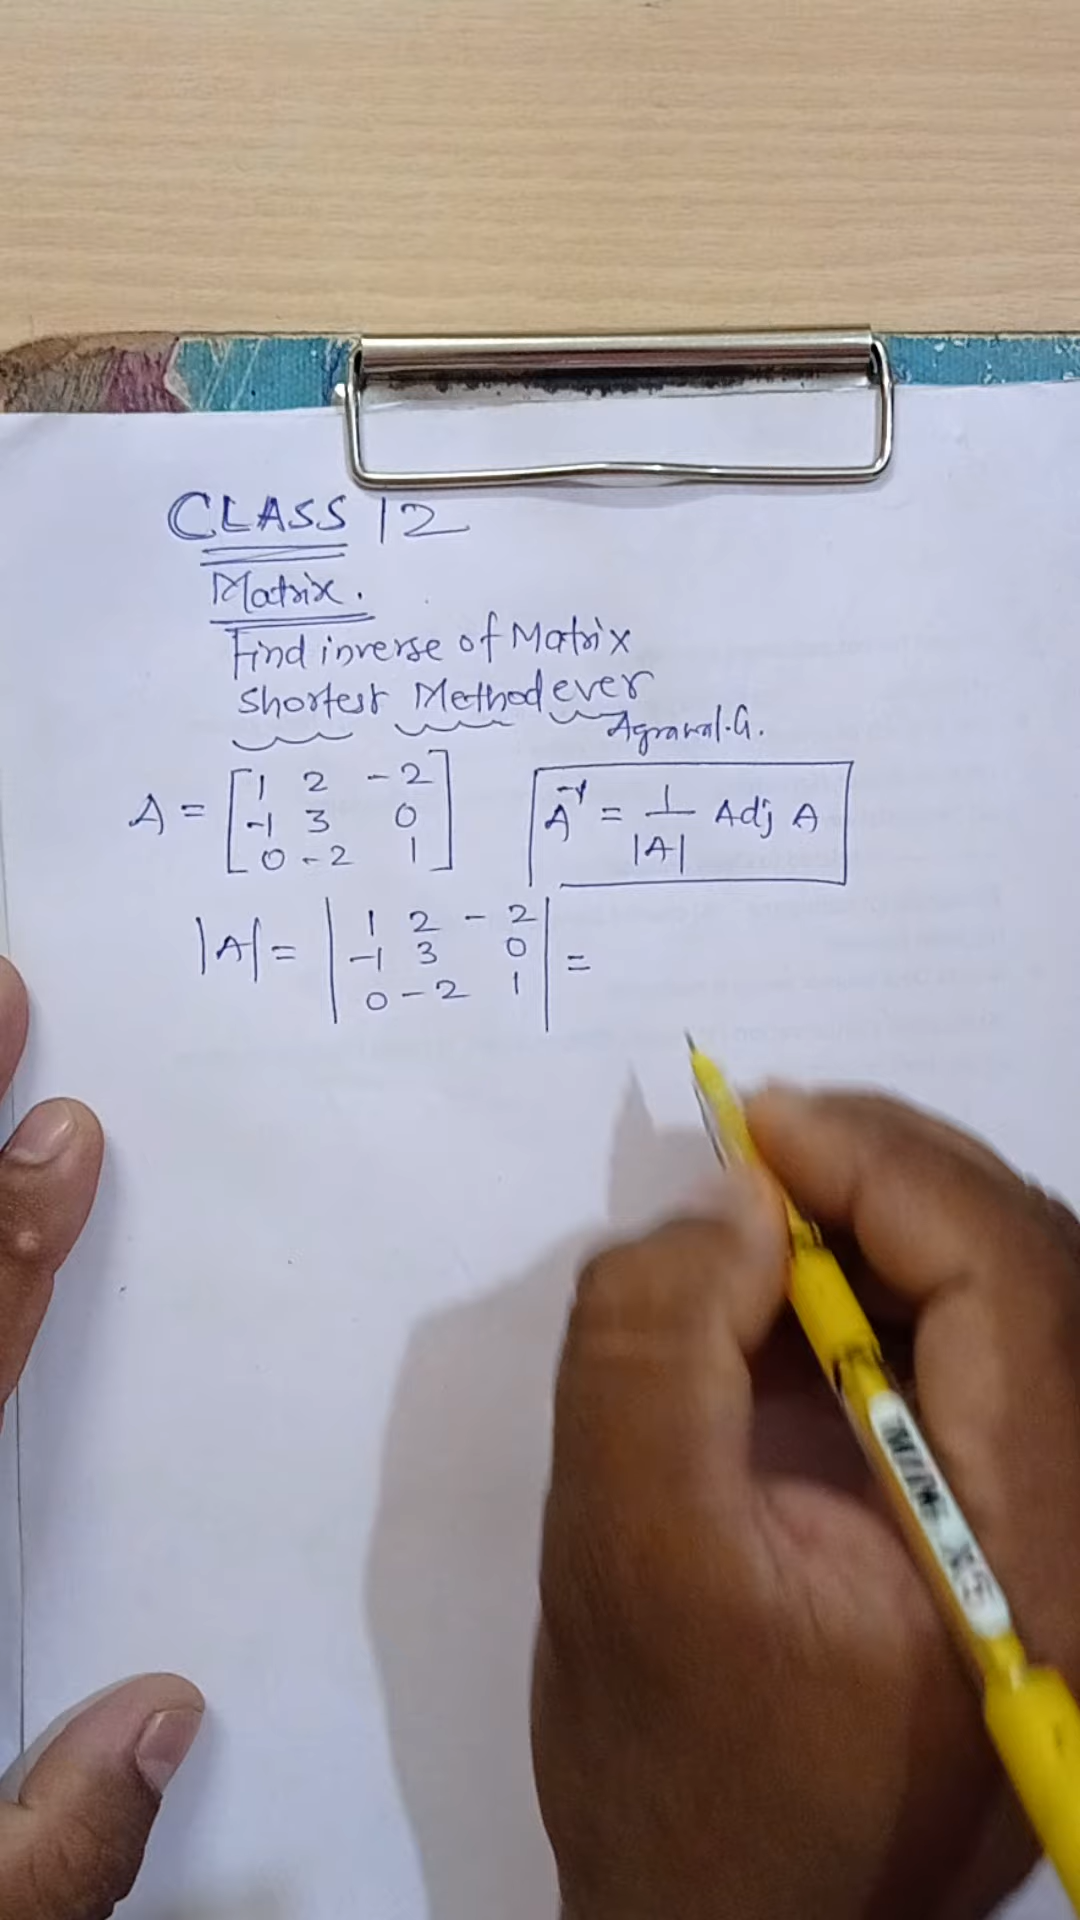 CLASS 12
Matrix.
Find inverse of Matrix
shortest Method ever
Agrawal.G.
A = [1 2 -2
-1 3 0
0 -2 1]
A⁻¹ = 1/|A| Adj A
|A| = |1 2 -2
-1 3 0
0 -2 1| =